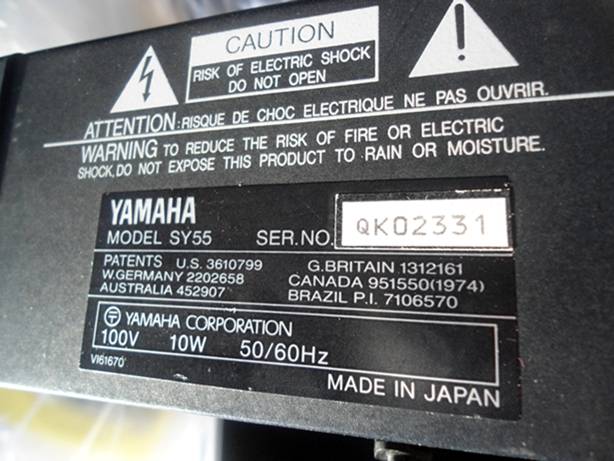 CAUTION
RISK OF ELECTRIC SHOCK
DO NOT OPEN
ATTENTION:RISQUE DE CHOC ELECTRIQUE NE PAS OUVRIR.
WARNING TO REDUCE THE RISK OF FIRE OR ELECTRIC
SHOCK, DO NOT EXPOSE THIS PRODUCT TO RAIN OR MOISTURE.
YAMAHA
MODEL SY55 SER.NO. QK02331
PATENTS U.S. 3610799 G.BRITAIN 1312161
W.GERMANY 2202658 CANADA 951550(1974)
AUSTRALIA 452907 BRAZIL P.I. 7106570
YAMAHA CORPORATION
100V 10W 50/60Hz
VI61670
MADE IN JAPAN